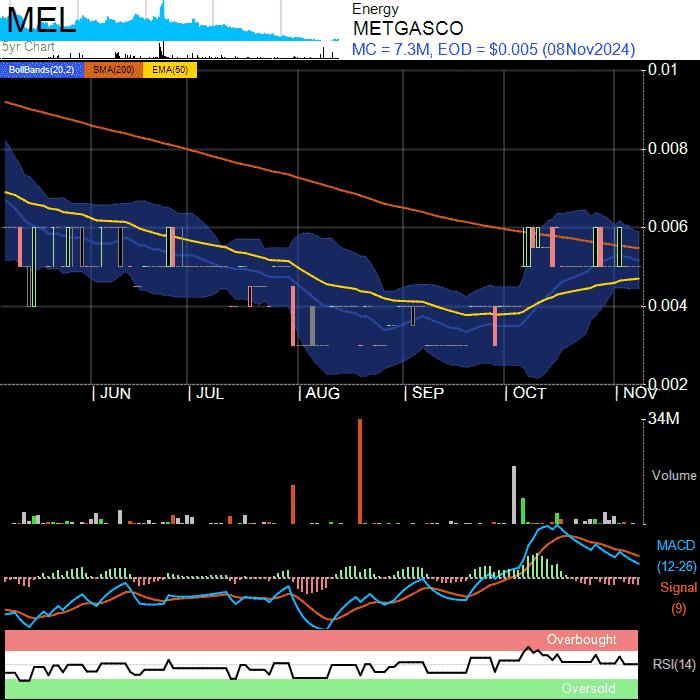 MEL
5yr Chart
Energy
METGASCO
MC = 7.3M, EOD = $0.005 (08Nov2024)
BollBands(20,2) SMA(200) EMA(50)
0.01
0.008
0.006
0.004
0.002
| JUN | JUL | AUG | SEP | OCT | NOV
34M
Volume
MACD
(12-26)
Signal
(9)
Overbought
RSI(14)
Oversold